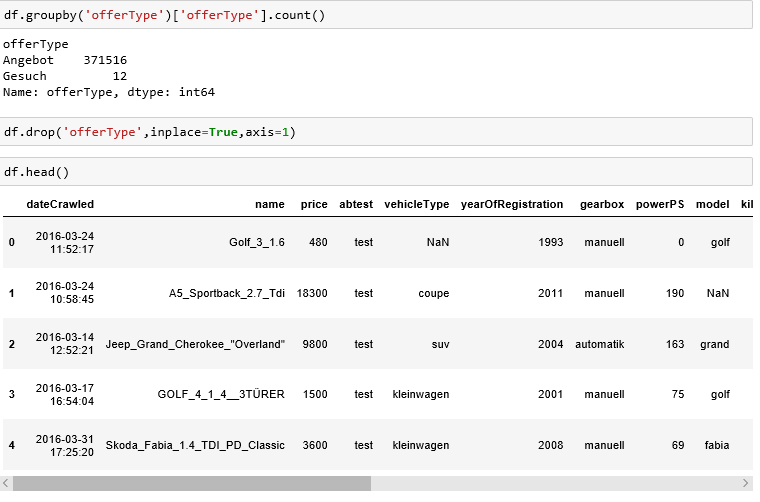 df.groupby('offerType')['offerType'].count()
offerType
Angebot    371516
Gesuch         12
Name: offerType, dtype: int64
df.drop('offerType',inplace=True,axis=1)
df.head()
dateCrawled name price abtest vehicleType yearOfRegistration gearbox powerPS model kil
0 2016-03-24 11:52:17 Golf_3_1.6 480 test NaN 1993 manuell 0 golf
1 2016-03-24 10:58:45 A5_Sportback_2.7_Tdi 18300 test coupe 2011 manuell 190 NaN
2 2016-03-14 12:52:21 Jeep_Grand_Cherokee_"Overland" 9800 test suv 2004 automatik 163 grand
3 2016-03-17 16:54:04 GOLF_4_1_4__3TÜRER 1500 test kleinwagen 2001 manuell 75 golf
4 2016-03-31 17:25:20 Skoda_Fabia_1.4_TDI_PD_Classic 3600 test kleinwagen 2008 manuell 69 fabia